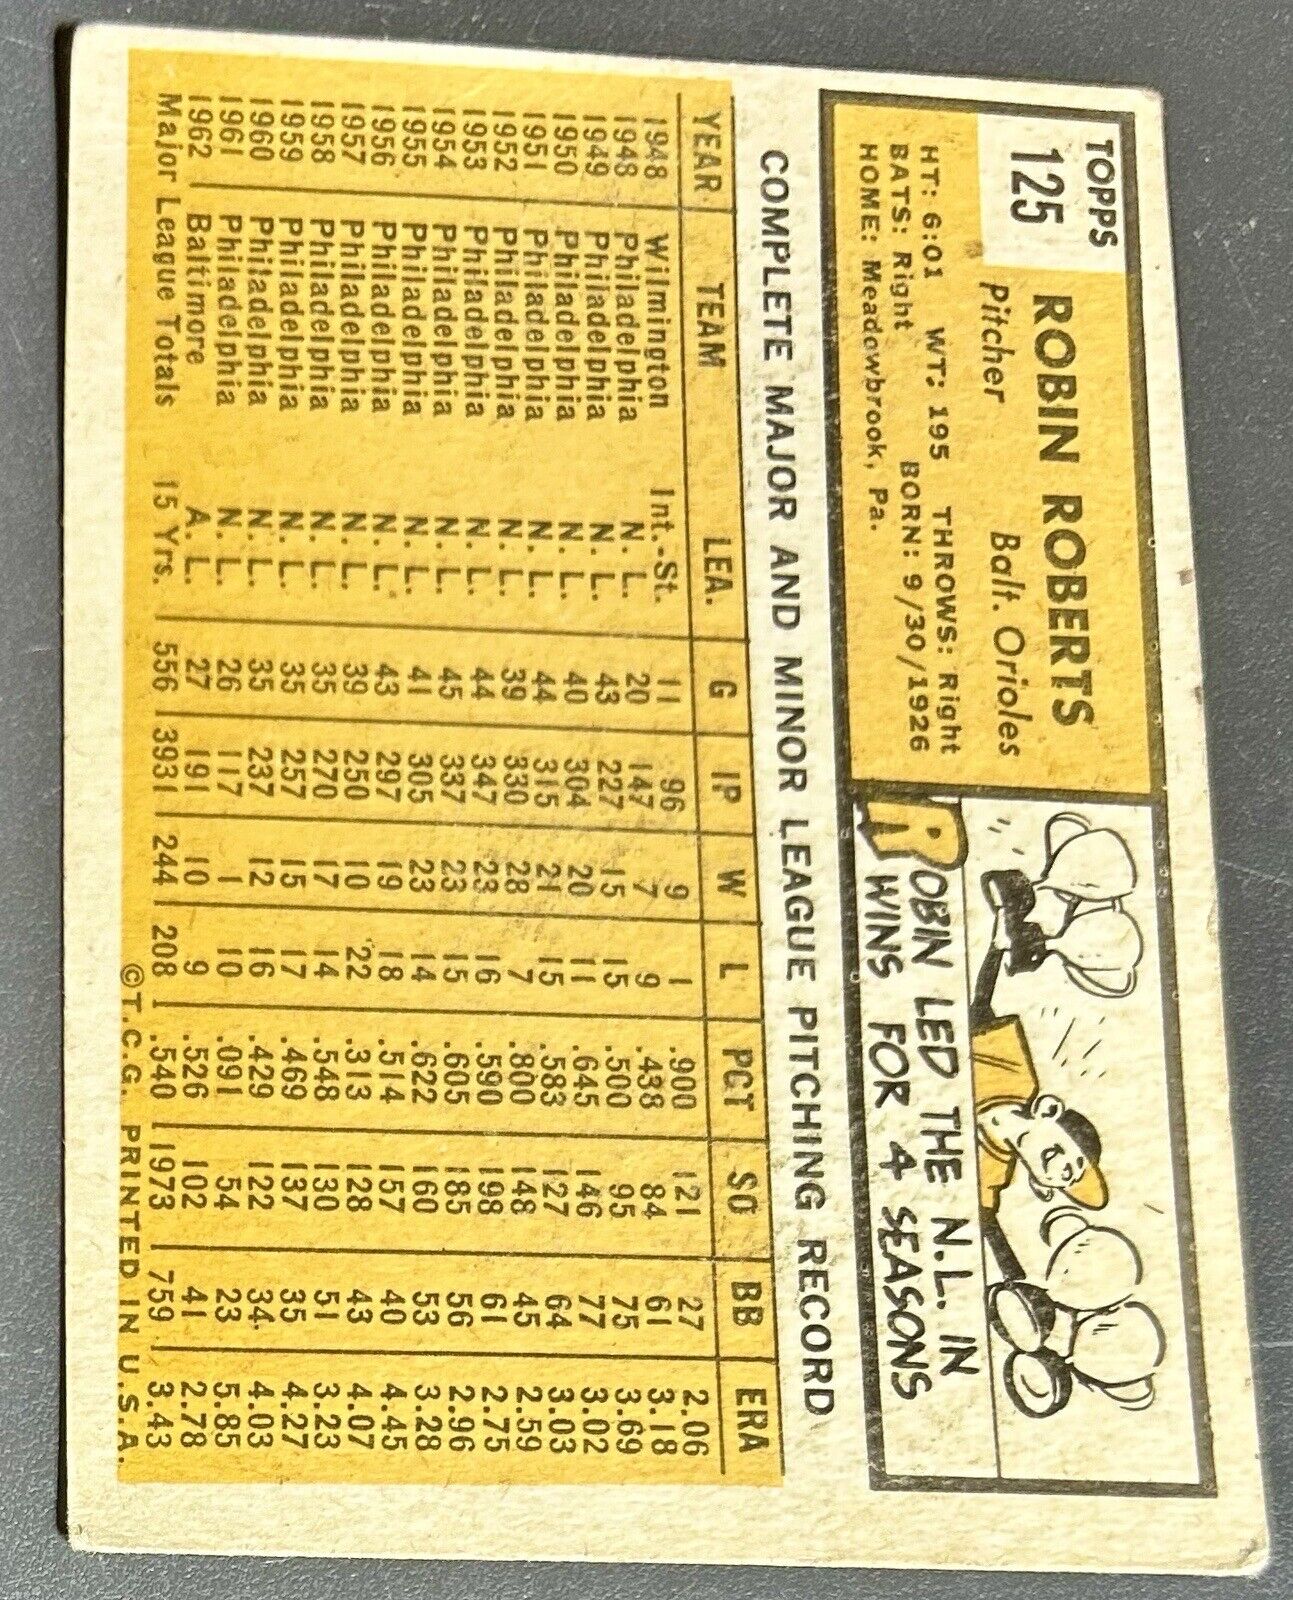 TOPPS
125
ROBIN ROBERTS
Pitcher Balt. Orioles
HT: 6:01 WT: 195 THROWS: Right
BATS: Right BORN: 9/30/1926
HOME: Meadowbrook, Pa.
ROBIN LED THE N.L. IN
WINS FOR 4 SEASONS
COMPLETE MAJOR AND MINOR LEAGUE PITCHING RECORD
YEAR TEAM LEA. G IP W L PCT SO BB ERA
1948 Wilmington Int.-St. 11 96 9 1 .900 121 27 2.06
1948 Philadelphia N. L. 20 147 7 9 .438 84 61 3.18
1949 Philadelphia N. L. 43 227 15 15 .500 95 75 3.69
1950 Philadelphia N. L. 40 304 20 11 .645 146 77 3.02
1951 Philadelphia N. L. 44 315 21 15 .583 127 64 3.03
1952 Philadelphia N. L. 39 330 28 7 .800 148 45 2.59
1953 Philadelphia N. L. 44 347 23 16 .590 198 61 2.75
1954 Philadelphia N. L. 45 337 23 15 .605 185 56 2.96
1955 Philadelphia N. L. 41 305 23 14 .622 160 53 3.28
1956 Philadelphia N. L. 43 297 19 18 .514 157 40 4.45
1957 Philadelphia N. L. 39 250 10 22 .313 128 43 4.07
1958 Philadelphia N. L. 35 270 17 14 .548 130 51 3.23
1959 Philadelphia N. L. 35 257 15 17 .469 137 35 4.27
1960 Philadelphia N. L. 35 237 12 16 .429 122 34 4.03
1961 Philadelphia N. L. 26 117 1 10 .091 54 23 5.85
1962 Baltimore A. L. 27 191 10 9 .526 102 41 2.78
Major League Totals 15 Yrs. 556 3931 244 208 .540 1973 759 3.43
©T.C.G. PRINTED IN U.S.A.